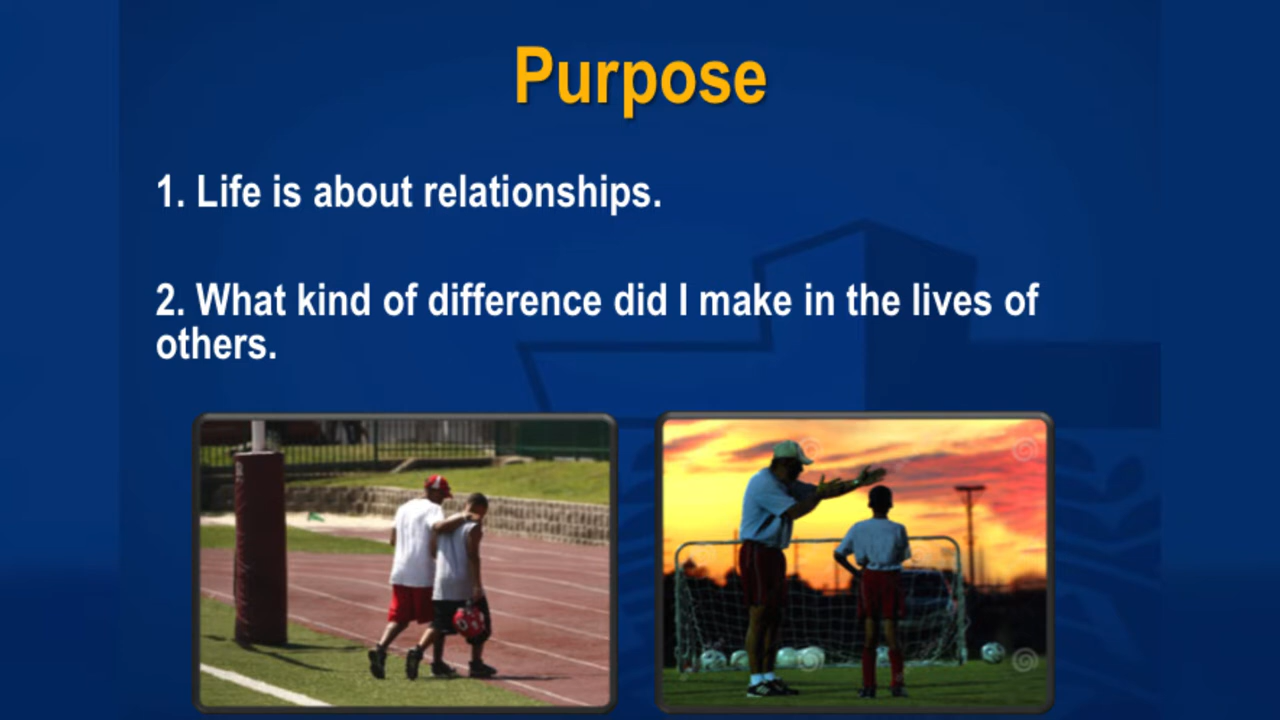 Purpose
1. Life is about relationships.
2. What kind of difference did I make in the lives of
others.